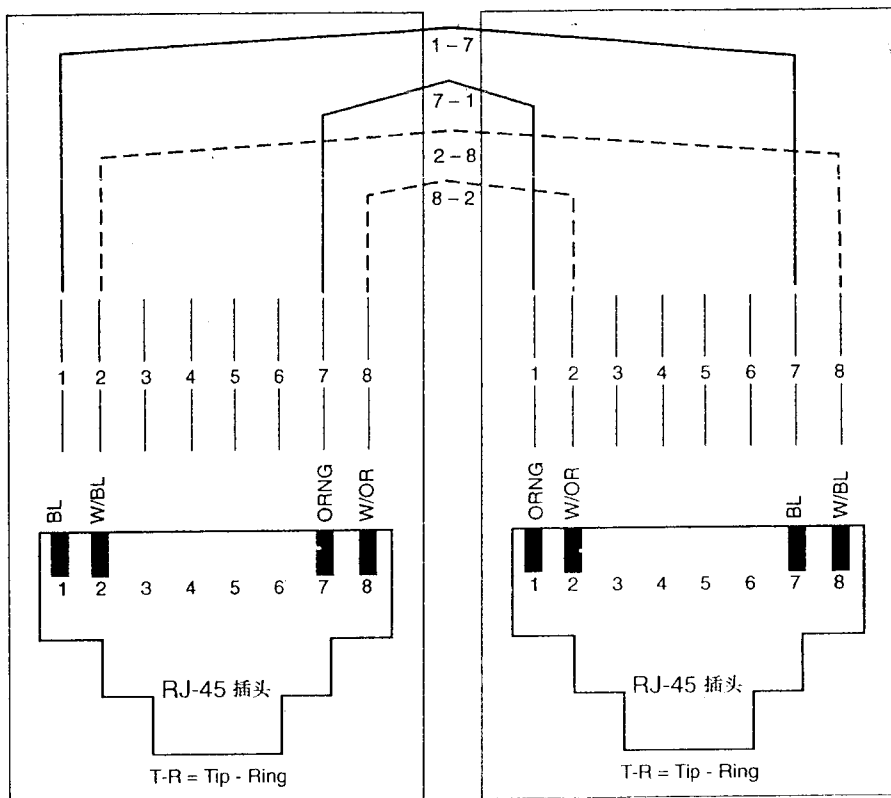 1 – 7
7 – 1
2 – 8
8 – 2
1 2 3 4 5 6 7 8
1 2 3 4 5 6 7 8
BL W/BL ORNG W/OR
ORNG W/OR BL W/BL
1 2 3 4 5 6 7 8
1 2 3 4 5 6 7 8
RJ-45 插头
RJ-45 插头
T-R = Tip - Ring
T-R = Tip - Ring